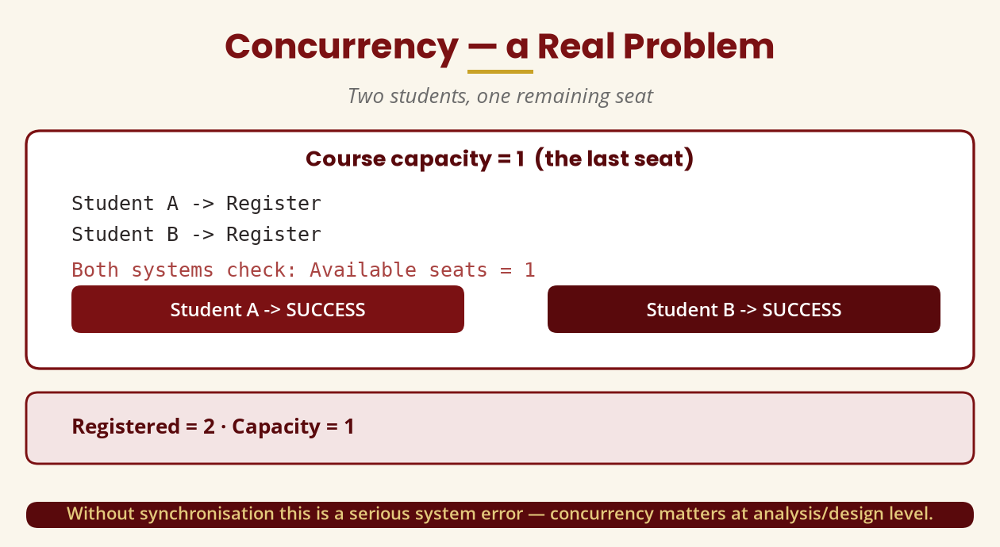 Concurrency — a Real Problem
Two students, one remaining seat
Course capacity = 1 (the last seat)
Student A -> Register
Student B -> Register
Both systems check: Available seats = 1
Student A -> SUCCESS
Student B -> SUCCESS
Registered = 2 · Capacity = 1
Without synchronisation this is a serious system error — concurrency matters at analysis/design level.